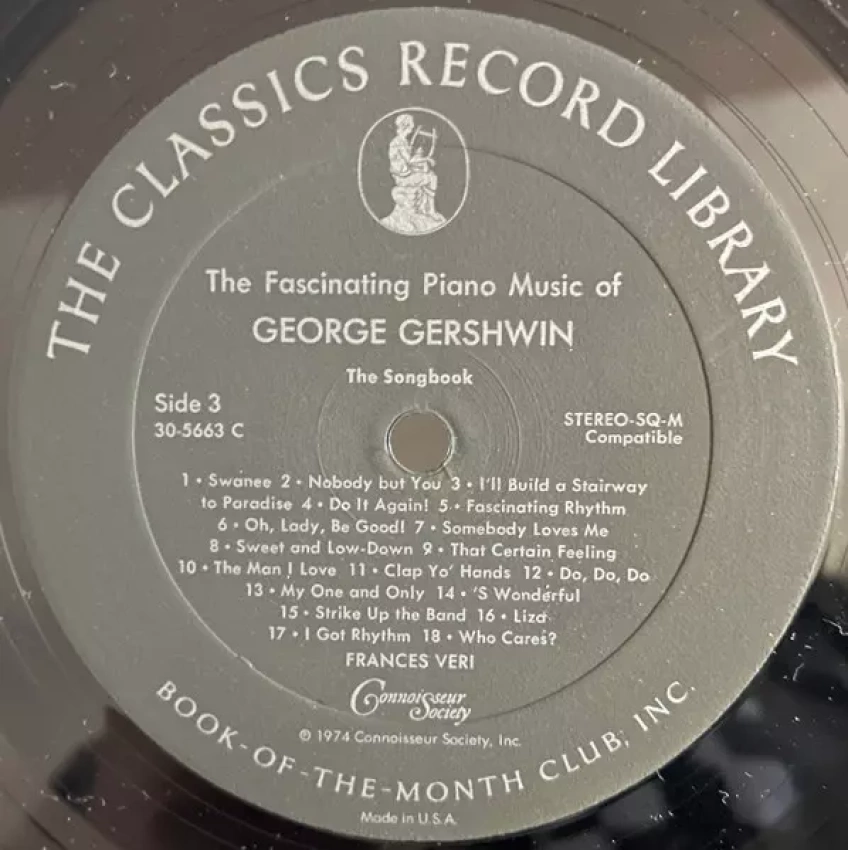 THE CLASSICS RECORD LIBRARY
The Fascinating Piano Music of
GEORGE GERSHWIN
The Songbook
Side 3
30-5663 C
STEREO-SQ-M
Compatible
1 • Swanee 2 • Nobody but You 3 • I'll Build a Stairway
to Paradise 4 • Do It Again! 5 • Fascinating Rhythm
6 • Oh, Lady, Be Good! 7 • Somebody Loves Me
8 • Sweet and Low-Down 9 • That Certain Feeling
10 • The Man I Love 11 • Clap Yo' Hands 12 • Do, Do, Do
13 • My One and Only 14 • 'S Wonderful
15 • Strike Up the Band 16 • Liza
17 • I Got Rhythm 18 • Who Cares?
FRANCES VERI
Connoisseur
Society
℗ 1974 Connoisseur Society, Inc.
BOOK-OF-THE-MONTH CLUB, INC.
Made in U.S.A.